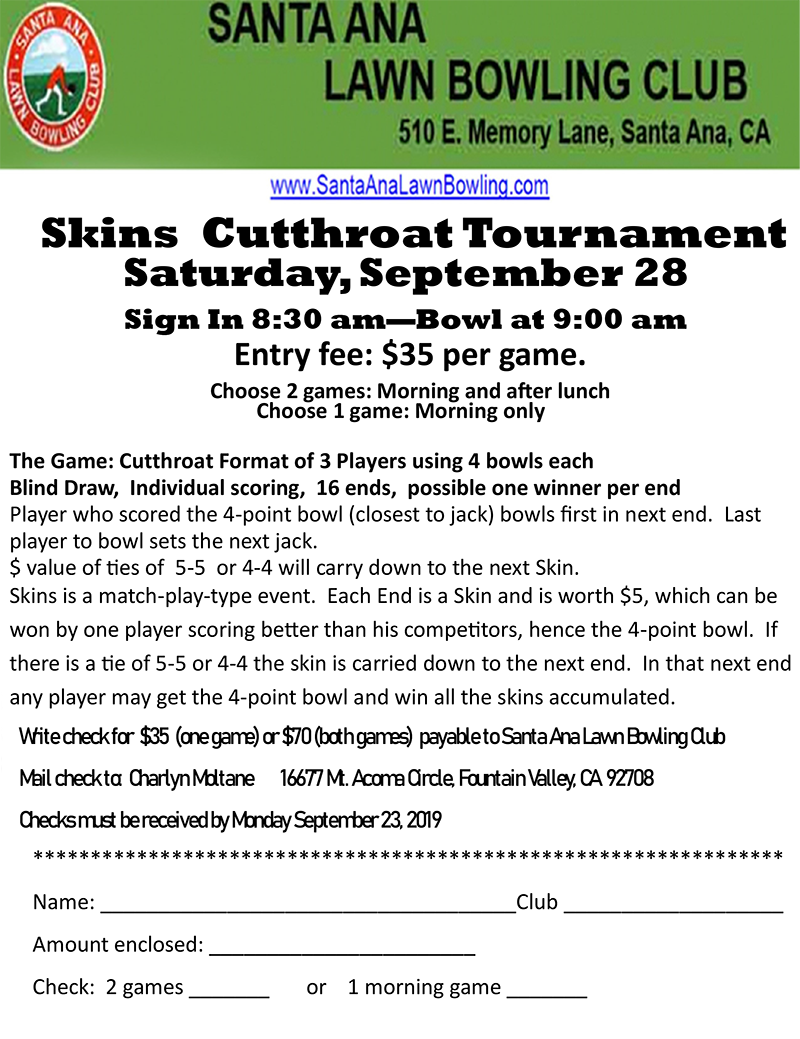 SANTA ANA
LAWN BOWLING CLUB
SANTA ANA
LAWN BOWLING CLUB
510 E. Memory Lane, Santa Ana, CA
www.SantaAnaLawnBowling.com
Skins Cutthroat Tournament
Saturday, September 28
Sign In 8:30 am—Bowl at 9:00 am
Entry fee: $35 per game.
Choose 2 games: Morning and after lunch
Choose 1 game: Morning only
The Game: Cutthroat Format of 3 Players using 4 bowls each
Blind Draw, Individual scoring, 16 ends, possible one winner per end
Player who scored the 4-point bowl (closest to jack) bowls first in next end. Last
player to bowl sets the next jack.
$ value of ties of 5-5 or 4-4 will carry down to the next Skin.
Skins is a match-play-type event. Each End is a Skin and is worth $5, which can be
won by one player scoring better than his competitors, hence the 4-point bowl. If
there is a tie of 5-5 or 4-4 the skin is carried down to the next end. In that next end
any player may get the 4-point bowl and win all the skins accumulated.
Write check for $35 (one game) or $70 (both games) payable to Santa Ana Lawn Bowling Club
Mail check to: Charlyn Moltane 16677 Mt. Acoma Circle, Fountain Valley, CA 92708
Checks must be received by Monday September 23, 2019
******************************************************************
Name: ___________________________________Club ___________________
Amount enclosed: _______________________
Check: 2 games _______ or 1 morning game _______